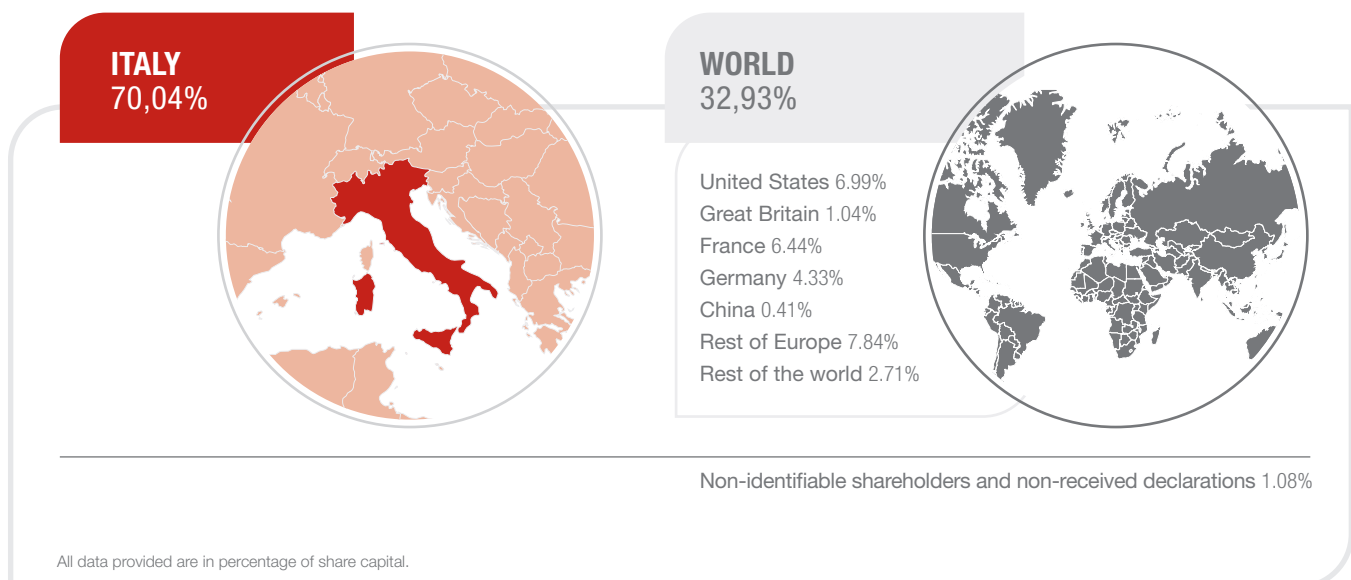 ITALY
70,04%
WORLD
32,93%
United States 6.99%
Great Britain 1.04%
France 6.44%
Germany 4.33%
China 0.41%
Rest of Europe 7.84%
Rest of the world 2.71%
Non-identifiable shareholders and non-received declarations 1.08%
All data provided are in percentage of share capital.